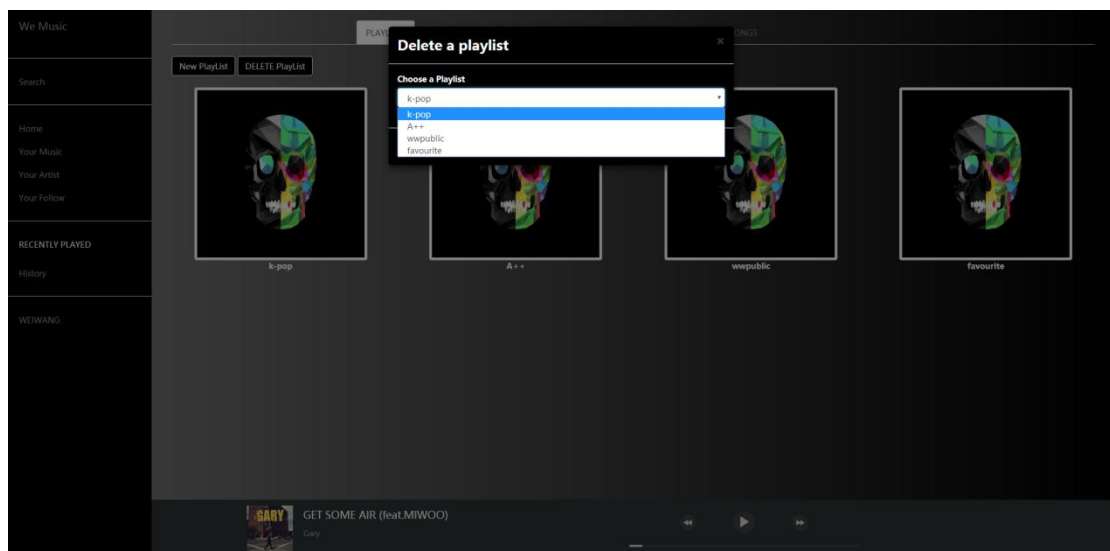 We Music
Search
Home
Your Music
Your Artist
Your Follow
RECENTLY PLAYED
History
WEIWANG
ONGS
New PlayList
DELETE PlayList
Delete a playlist
×
Choose a Playlist
k-pop
k-pop
A++
wwpublic
favourite
k-pop
A++
wwpublic
favourite
GARY
GET SOME AIR (feat.MIWOO)
Gary